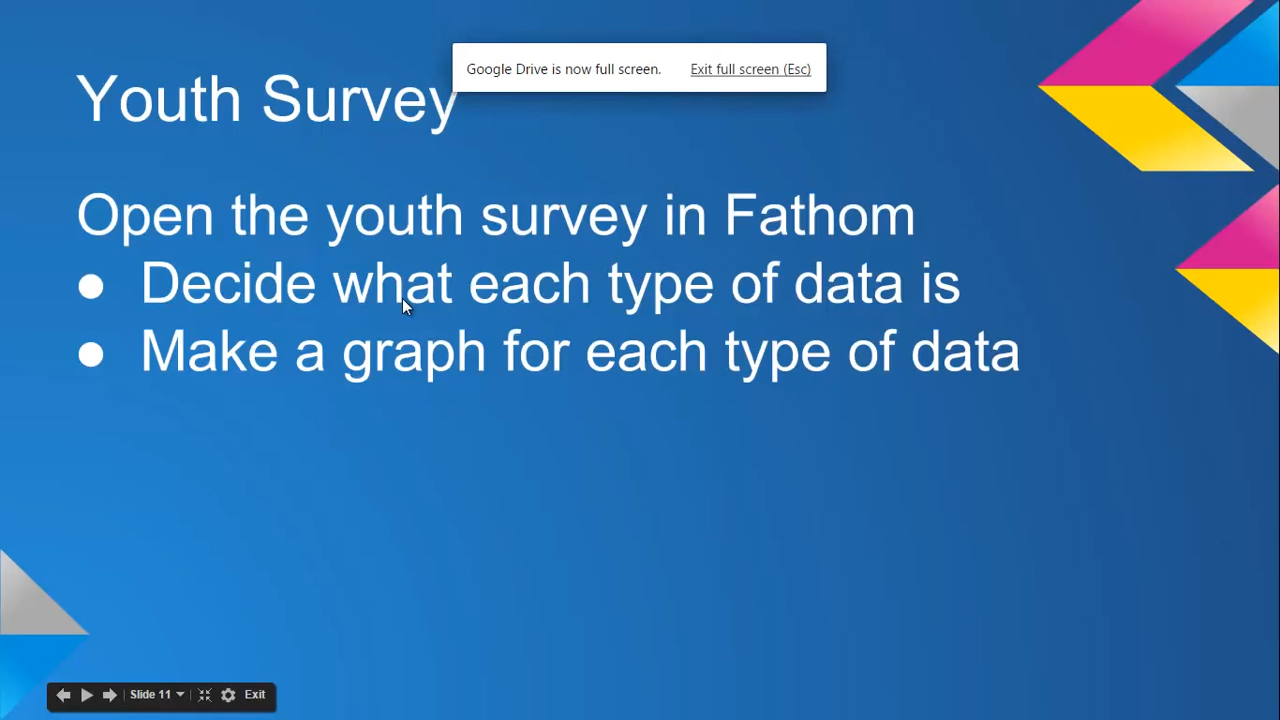 Google Drive is now full screen. Exit full screen (Esc)
Youth Survey
Open the youth survey in Fathom
● Decide what each type of data is
● Make a graph for each type of data
Slide 11 Exit